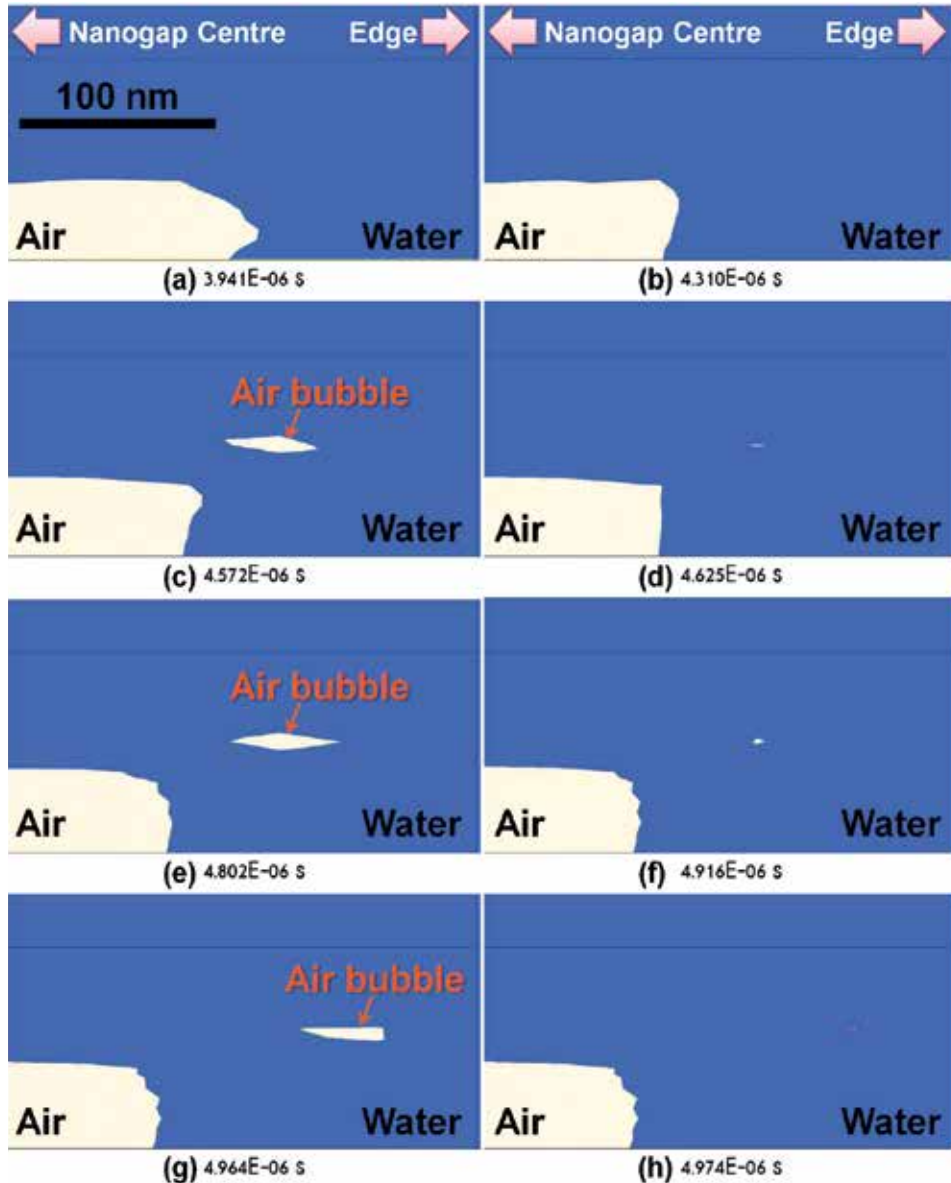 Nanogap Centre Edge
Nanogap Centre Edge
100 nm
Air Water
Air Water
(a) 3.941E-06 S
(b) 4.310E-06 S
Air bubble
Air Water
Air Water
(c) 4.572E-06 S
(d) 4.625E-06 S
Air bubble
Air Water
Air Water
(e) 4.802E-06 S
(f) 4.916E-06 S
Air bubble
Air Water
Air Water
(g) 4.964E-06 S
(h) 4.974E-06 S